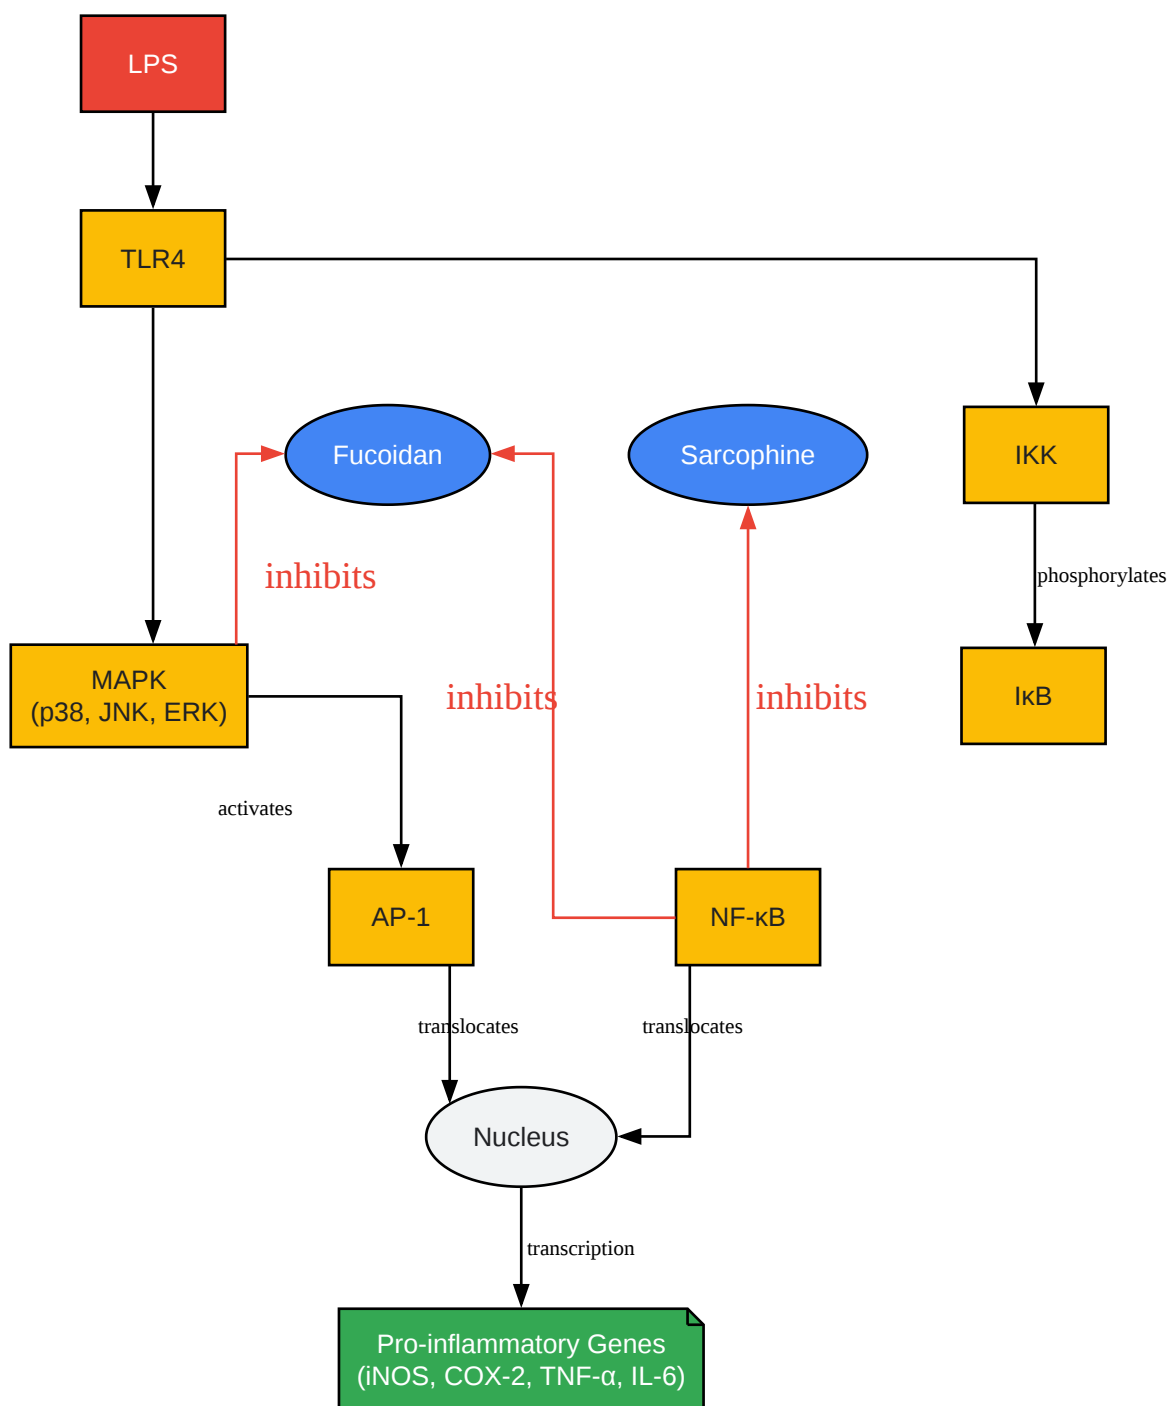 LPS
TLR4
Fucoidan
Sarcophine
IKK
inhibits
phosphorylates
MAPK
(p38, JNK, ERK)
inhibits
inhibits
IκB
activates
AP-1
NF-κB
translocates
translocates
Nucleus
transcription
Pro-inflammatory Genes
(iNOS, COX-2, TNF-α, IL-6)